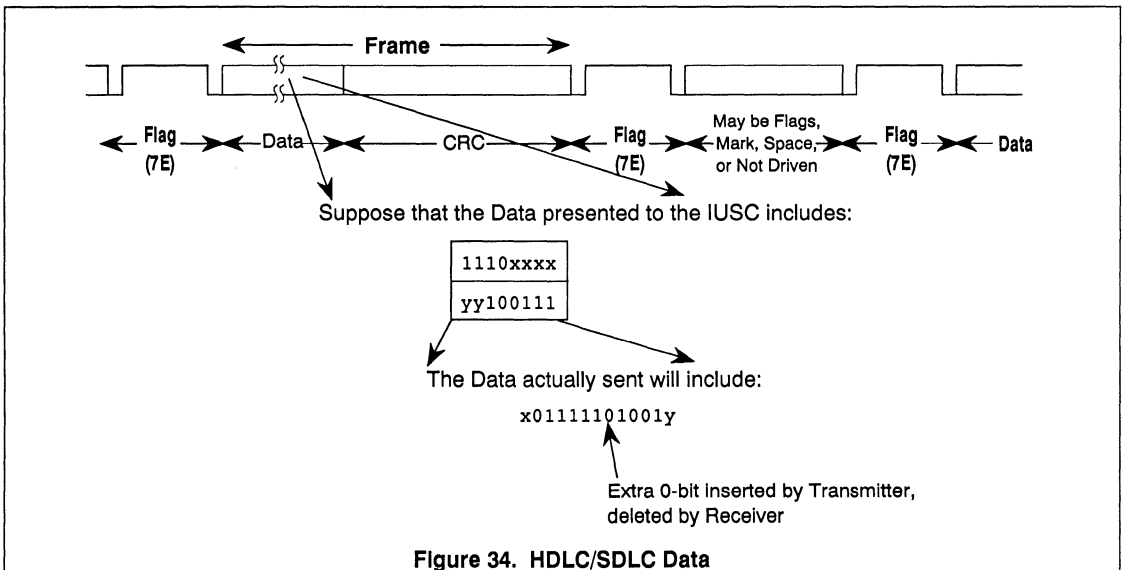 Frame
Flag
(7E)
Data
CRC
Flag
(7E)
May be Flags,
Mark, Space,
or Not Driven
Flag
(7E)
Data
Suppose that the Data presented to the IUSC includes:
1110xxxx
yy100111
The Data actually sent will include:
x01111101001y
Extra 0-bit inserted by Transmitter,
deleted by Receiver
Figure 34. HDLC/SDLC Data